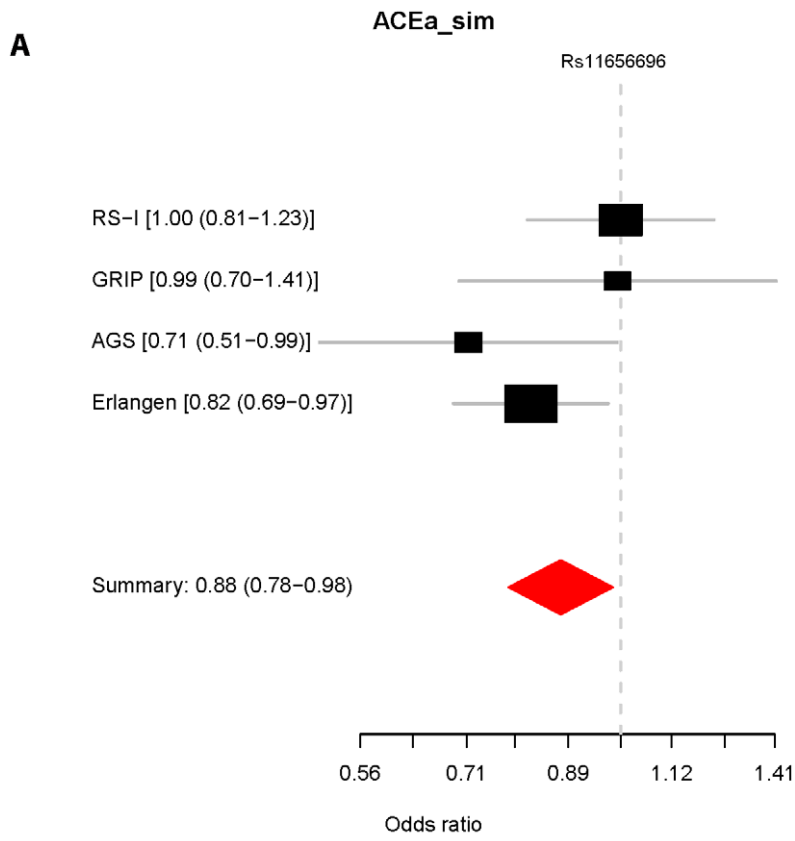 ACEa_sim
A
Rs11656696
RS−I [1.00 (0.81−1.23)]
GRIP [0.99 (0.70−1.41)]
AGS [0.71 (0.51−0.99)]
Erlangen [0.82 (0.69−0.97)]
Summary: 0.88 (0.78−0.98)
0.56 0.71 0.89 1.12 1.41
Odds ratio